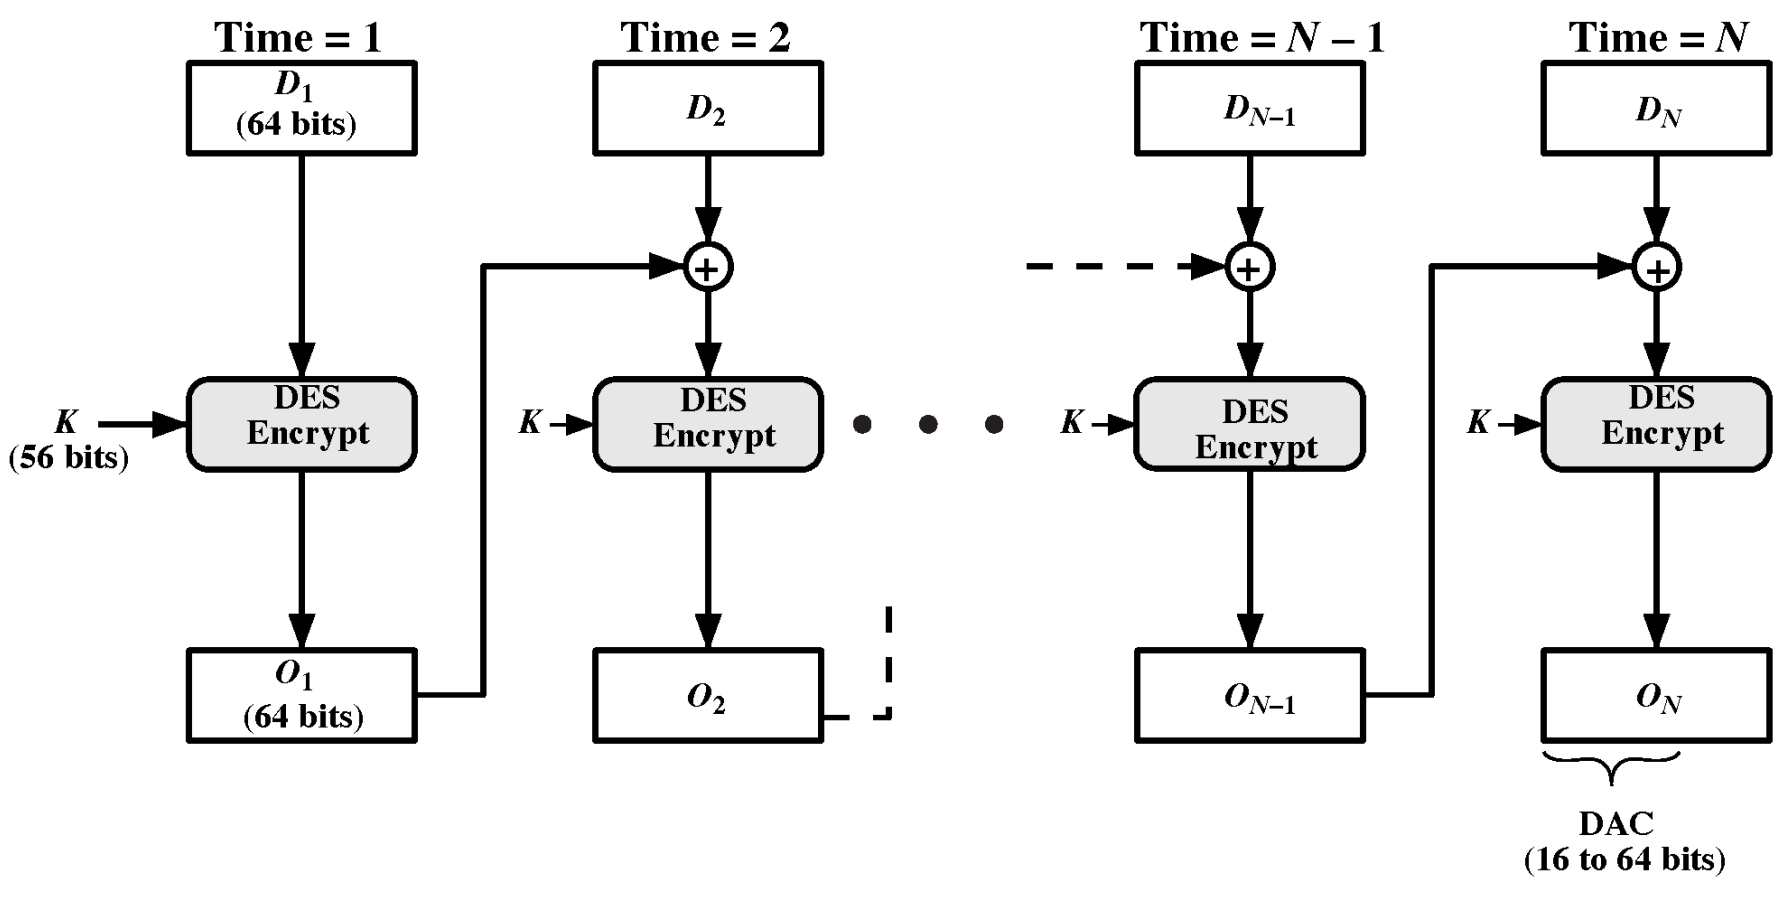 Time = 1
Time = 2
Time = N – 1
Time = N
D1
(64 bits)
D2
DN–1
DN
+
+
+
K
(56 bits)
DES
Encrypt
K
DES
Encrypt
K
DES
Encrypt
K
DES
Encrypt
O1
(64 bits)
O2
ON–1
ON
DAC
(16 to 64 bits)